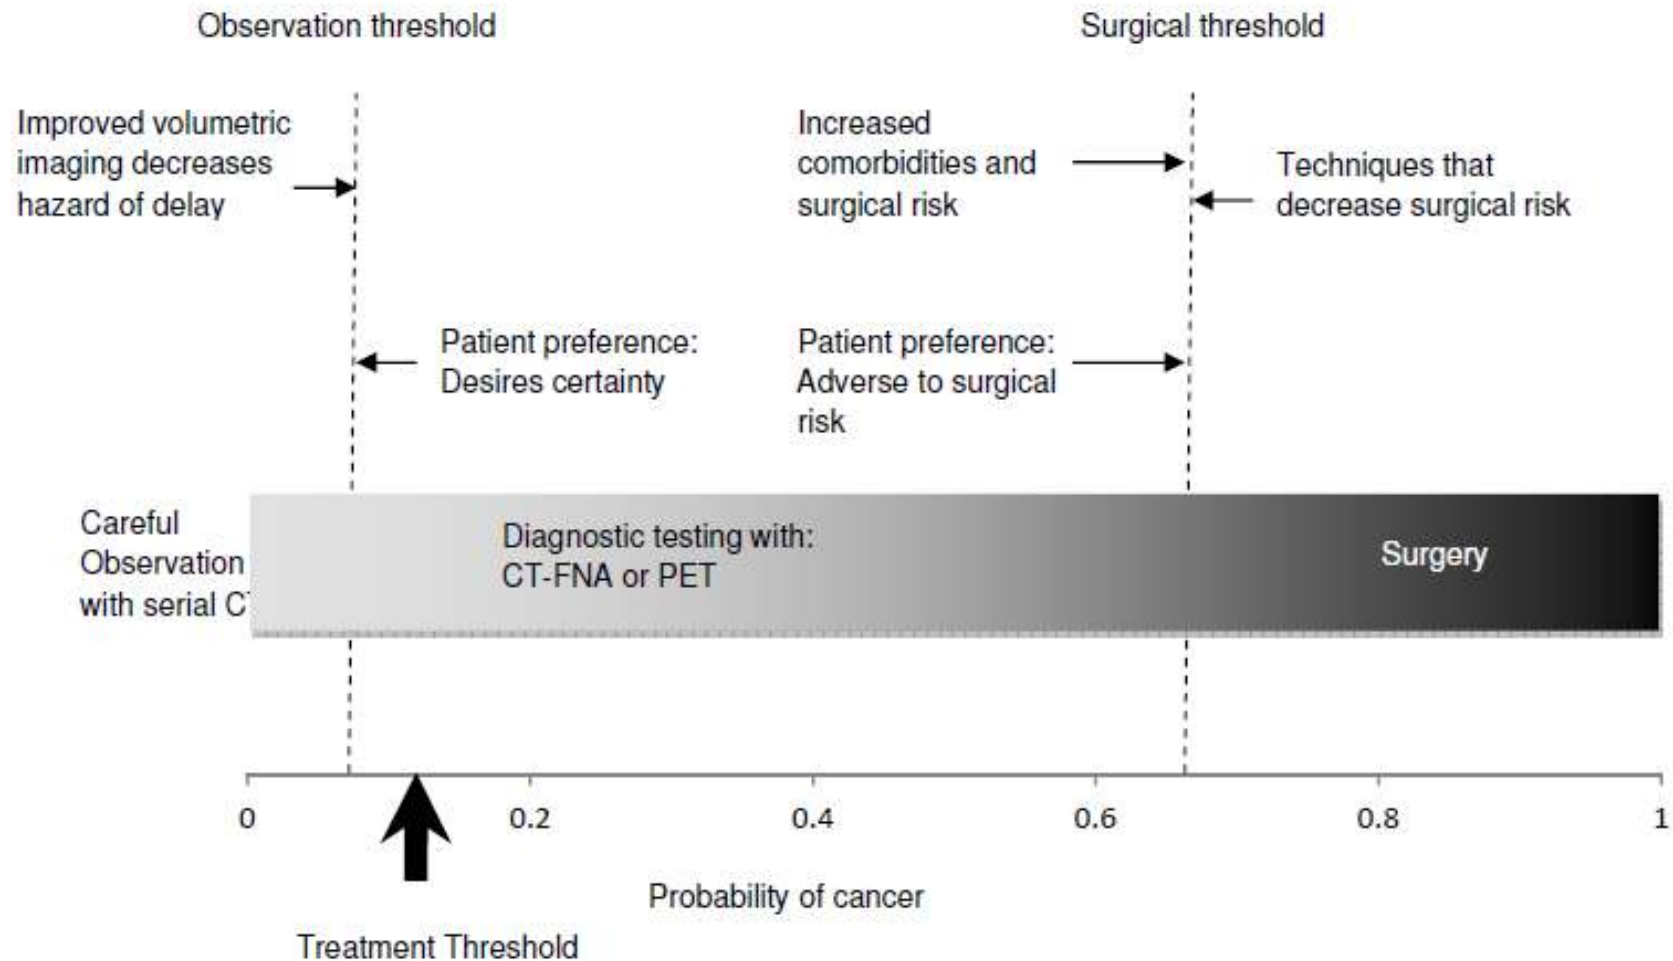 Observation threshold
Surgical threshold
Improved volumetric
imaging decreases
hazard of delay
Increased
comorbidities and
surgical risk
Techniques that
decrease surgical risk
Patient preference:
Desires certainty
Patient preference:
Adverse to surgical
risk
Careful
Observation
with serial C
Diagnostic testing with:
CT-FNA or PET
Surgery
0
0.2
0.4
0.6
0.8
1
Probability of cancer
Treatment Threshold